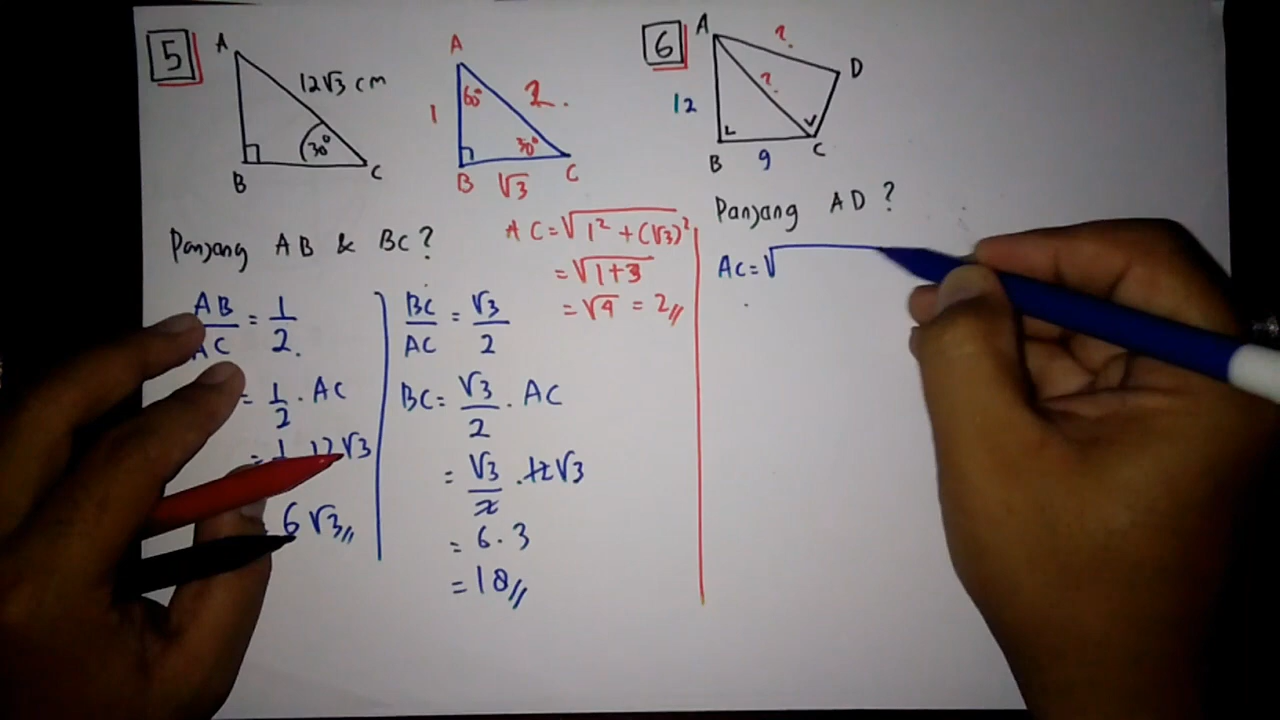 5
A
12√3 cm
30°
B
C
A
60°
1
2.
30°
B
√3
C
Panjang AB & BC?
AC=√1² + (√3)²
=√1+3
=√4 = 2//
AB/AC = 1/2.
= 1/2 . AC
= 1/2 . 12√3
= 6√3//
BC/AC = √3/2
BC= √3/2 . AC
= √3/2 . 12√3
= 6 . 3
= 18//
6
A
?
D
?
12
B
9
C
Panjang AD ?
AC=√